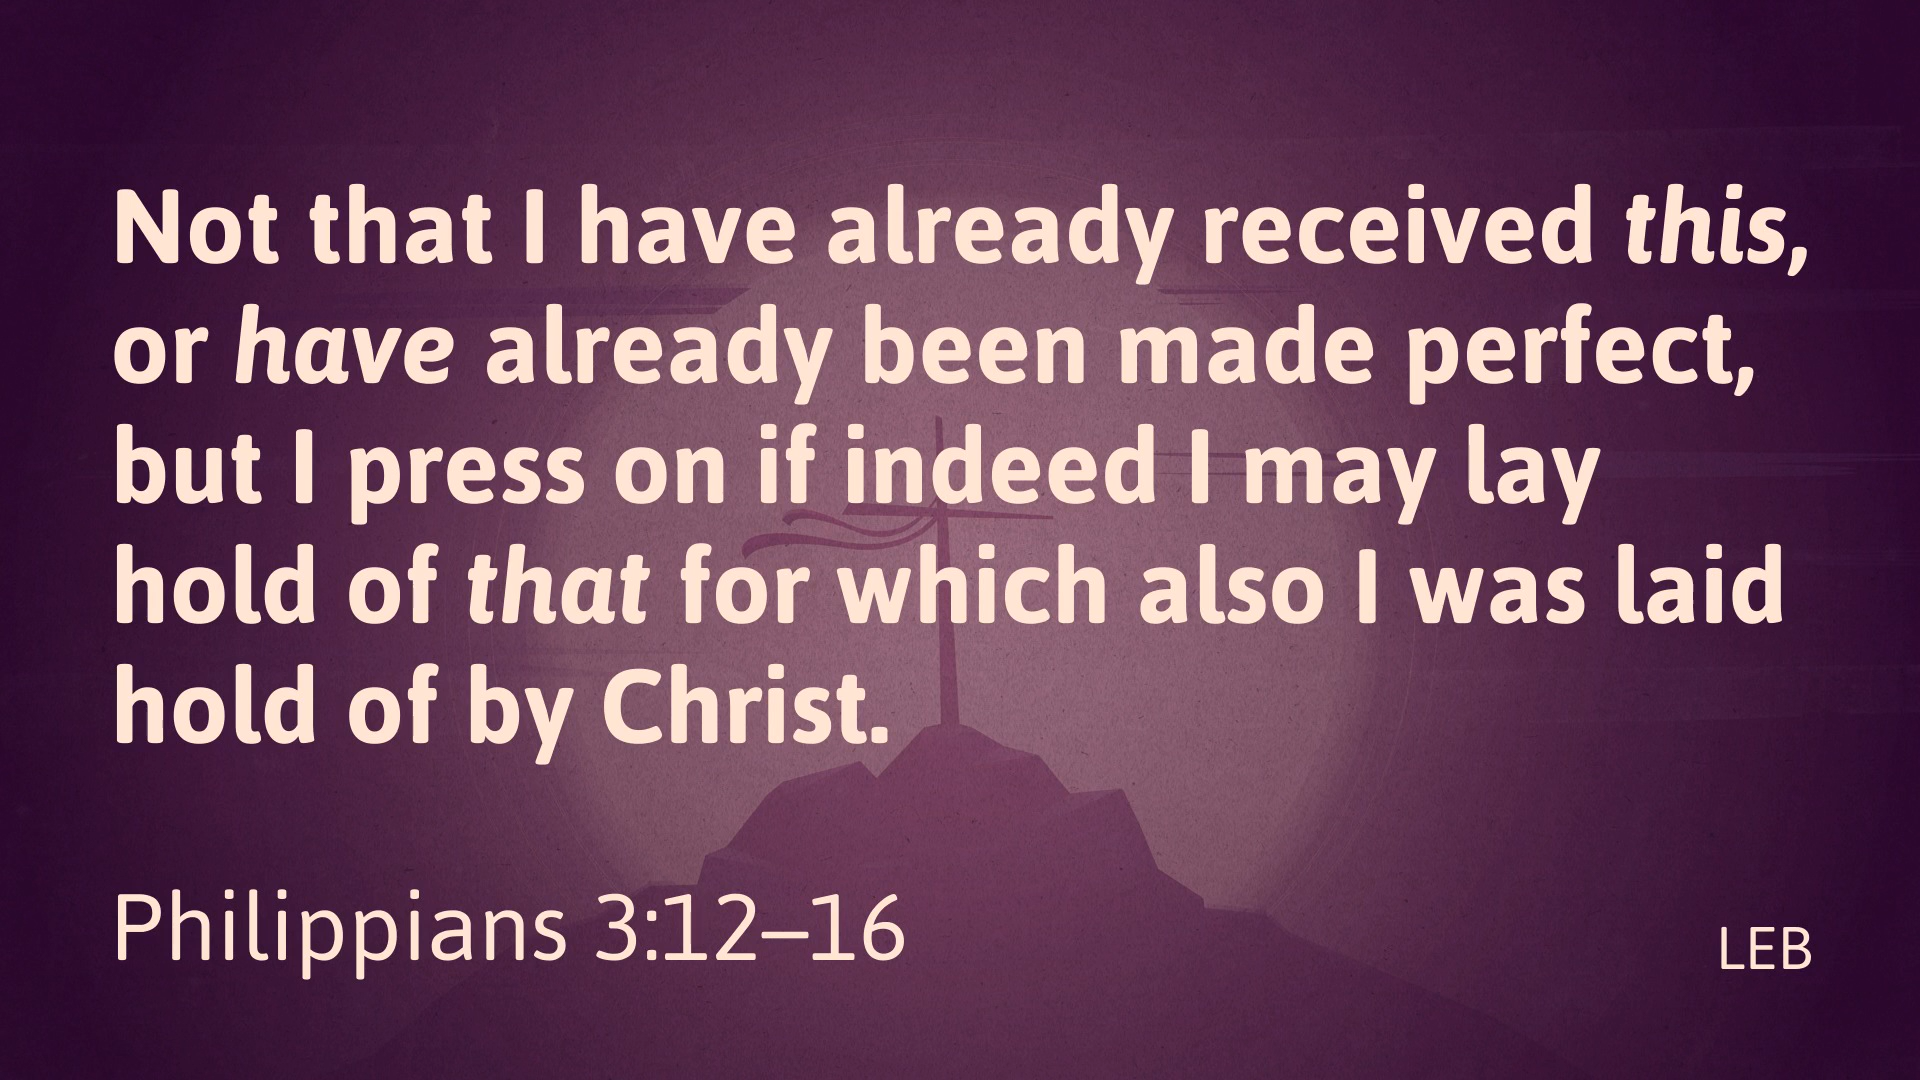 Not that I have already received this,
or have already been made perfect,
but I press on if indeed I may lay
hold of that for which also I was laid
hold of by Christ.
Philippians 3:12–16
LEB